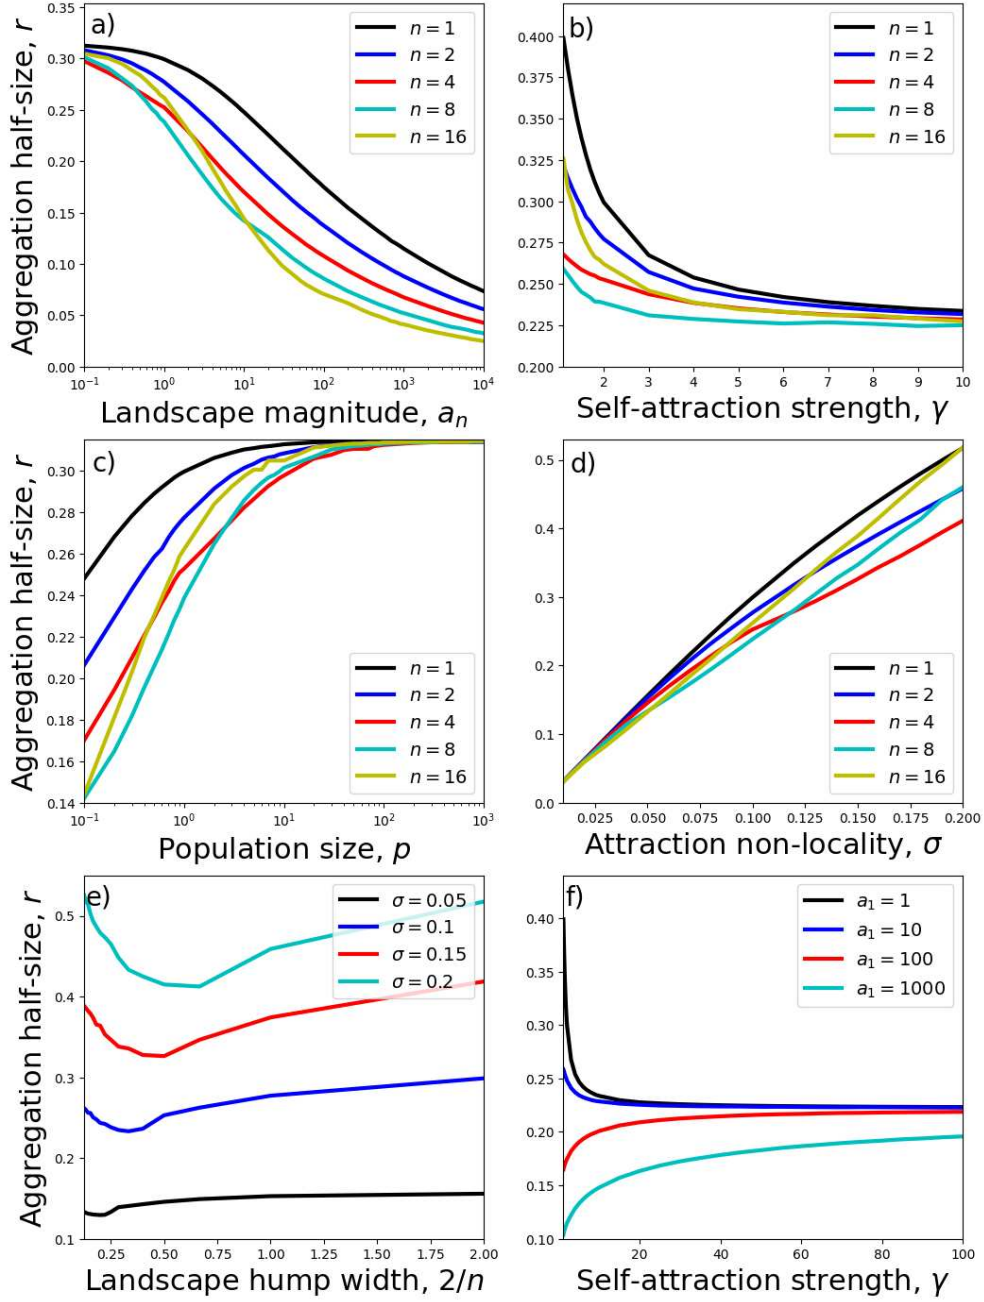 a)
n = 1
n = 2
n = 4
n = 8
n = 16
0.35
0.30
0.25
0.20
0.15
0.10
0.05
0.00
10⁻¹ 10⁰ 10¹ 10² 10³ 10⁴
Aggregation half-size, r
Landscape magnitude, aₙ
b)
n = 1
n = 2
n = 4
n = 8
n = 16
0.400
0.375
0.350
0.325
0.300
0.275
0.250
0.225
0.200
2 3 4 5 6 7 8 9 10
Self-attraction strength, γ
c)
n = 1
n = 2
n = 4
n = 8
n = 16
0.30
0.28
0.26
0.24
0.22
0.20
0.18
0.16
0.14
10⁻¹ 10⁰ 10¹ 10² 10³
Aggregation half-size, r
Population size, p
d)
n = 1
n = 2
n = 4
n = 8
n = 16
0.5
0.4
0.3
0.2
0.1
0.0
0.025 0.050 0.075 0.100 0.125 0.150 0.175 0.200
Attraction non-locality, σ
e)
σ = 0.05
σ = 0.1
σ = 0.15
σ = 0.2
0.5
0.4
0.3
0.2
0.1
0.25 0.50 0.75 1.00 1.25 1.50 1.75 2.00
Aggregation half-size, r
Landscape hump width, 2/n
f)
a₁ = 1
a₁ = 10
a₁ = 100
a₁ = 1000
0.40
0.35
0.30
0.25
0.20
0.15
0.10
20 40 60 80 100
Self-attraction strength, γ